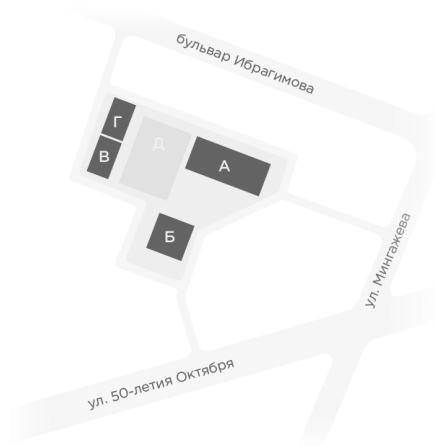 бульвар Ибрагимова
Г
Д
В
А
Б
ул. Мингажева
ул. 50-летия Октября